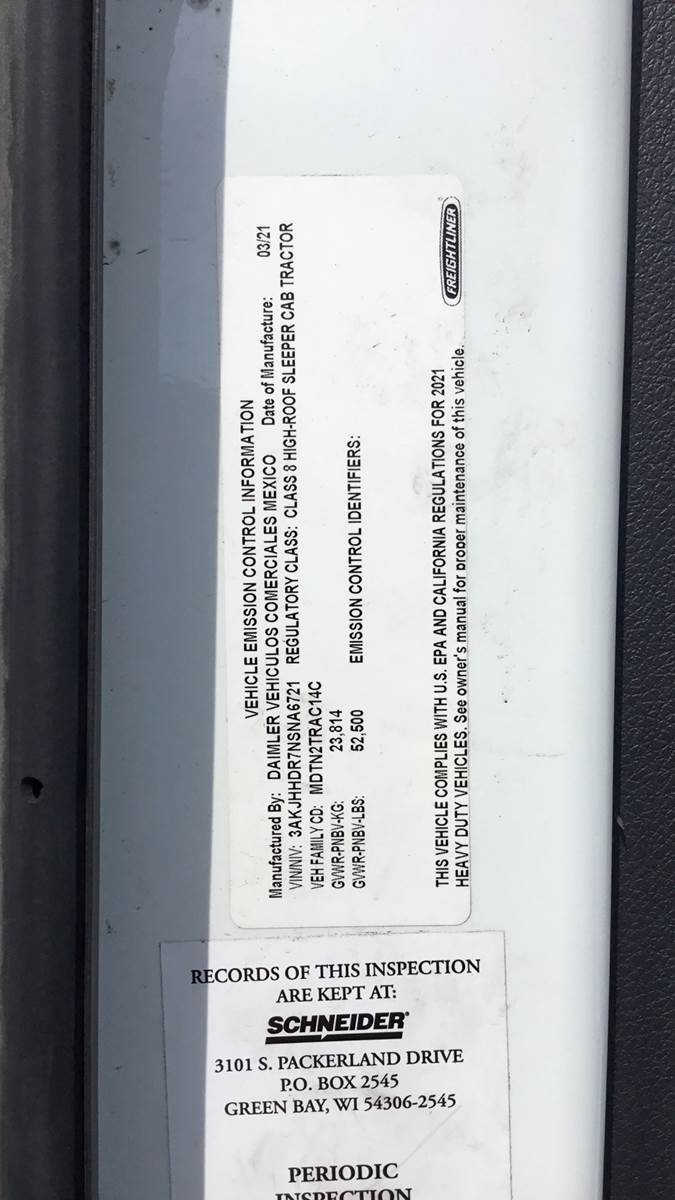 VEHICLE EMISSION CONTROL INFORMATION
Manufactured By: DAIMLER VEHICULOS COMERCIALES MEXICO Date of Manufacture: 03/21
VIN/NIV: 3AKJHHDR7NSNA6721 REGULATORY CLASS: CLASS 8 HIGH-ROOF SLEEPER CAB TRACTOR
VEH FAMILY CD: MDTN2TRAC14C
GVWR-PNBV-KG: 23,814
GVWR-PNBV-LBS: 52,500 EMISSION CONTROL IDENTIFIERS:
THIS VEHICLE COMPLIES WITH U.S. EPA AND CALIFORNIA REGULATIONS FOR 2021
HEAVY DUTY VEHICLES. See owner's manual for proper maintenance of this vehicle.
FREIGHTLINER
RECORDS OF THIS INSPECTION
ARE KEPT AT:
SCHNEIDER®
3101 S. PACKERLAND DRIVE
P.O. BOX 2545
GREEN BAY, WI 54306-2545
PERIODIC
INSPECTION